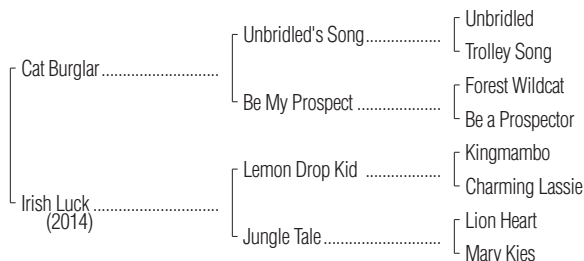 Unbridled
Unbridled's Song
Trolley Song
Cat Burglar
Forest Wildcat
Be My Prospect
Be a Prospector
Kingmambo
Lemon Drop Kid
Charming Lassie
Irish Luck
(2014)
Lion Heart
Jungle Tale
Mary Kies